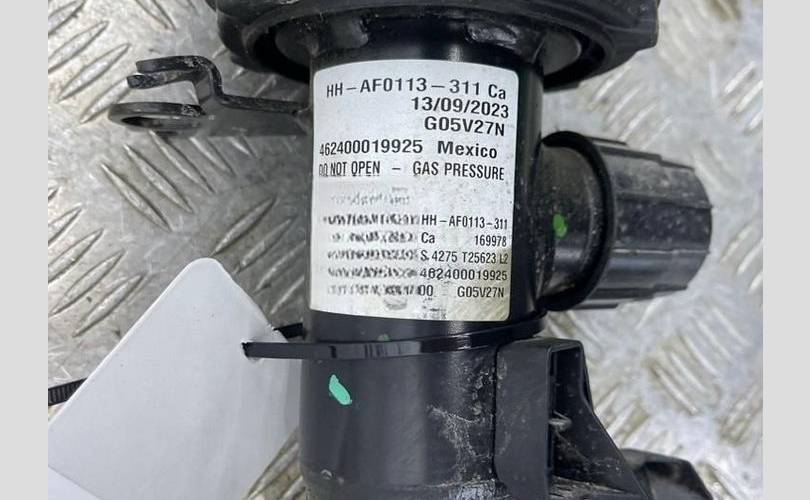 HH-AF0113-311 Ca
13/09/2023
G05V27N
462400019925 Mexico
DO NOT OPEN - GAS PRESSURE
HH-AF0113-311
Ca 169978
S. 4275 T25623 L2
462400019925
00 G05V27N